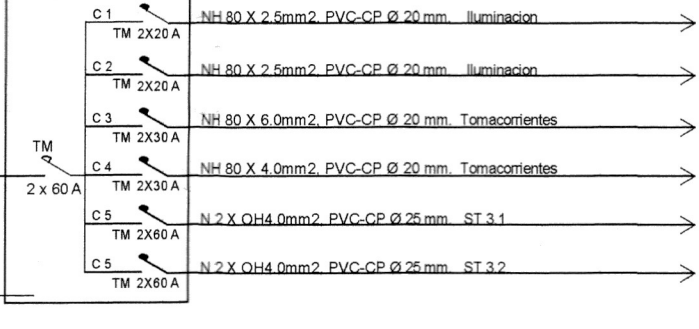 C 1 NH 80 X 2.5mm2, PVC-CP Ø 20 mm. Iluminacion
TM 2X20 A
C 2 NH 80 X 2.5mm2, PVC-CP Ø 20 mm. Iluminacion
TM 2X20 A
C 3 NH 80 X 6.0mm2, PVC-CP Ø 20 mm. Tomacorrientes
TM 2X30 A
TM
C 4 NH 80 X 4.0mm2, PVC-CP Ø 20 mm. Tomacorrientes
2 x 60 A TM 2X30 A
C 5 N 2 X OH4.0mm2, PVC-CP Ø 25 mm. ST 3.1
TM 2X60 A
C 5 N 2 X OH4.0mm2, PVC-CP Ø 25 mm. ST 3.2
TM 2X60 A